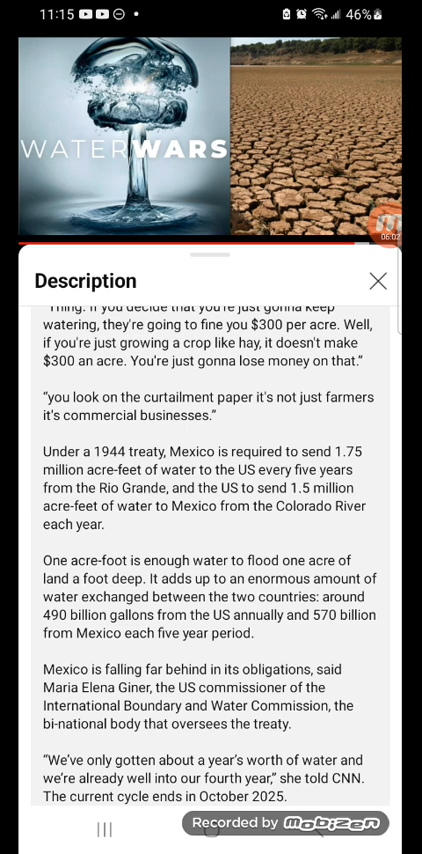 11:15
46%
WATERWARS
06:02
Description
"Thing. If you decide that you're just gonna keep
watering, they're going to fine you $300 per acre. Well,
if you're just growing a crop like hay, it doesn't make
$300 an acre. You're just gonna lose money on that."
"you look on the curtailment paper it's not just farmers
it's commercial businesses."
Under a 1944 treaty, Mexico is required to send 1.75
million acre-feet of water to the US every five years
from the Rio Grande, and the US to send 1.5 million
acre-feet of water to Mexico from the Colorado River
each year.
One acre-foot is enough water to flood one acre of
land a foot deep. It adds up to an enormous amount of
water exchanged between the two countries: around
490 billion gallons from the US annually and 570 billion
from Mexico each five year period.
Mexico is falling far behind in its obligations, said
Maria Elena Giner, the US commissioner of the
International Boundary and Water Commission, the
bi-national body that oversees the treaty.
"We've only gotten about a year's worth of water and
we're already well into our fourth year," she told CNN.
The current cycle ends in October 2025.
Recorded by mobizen